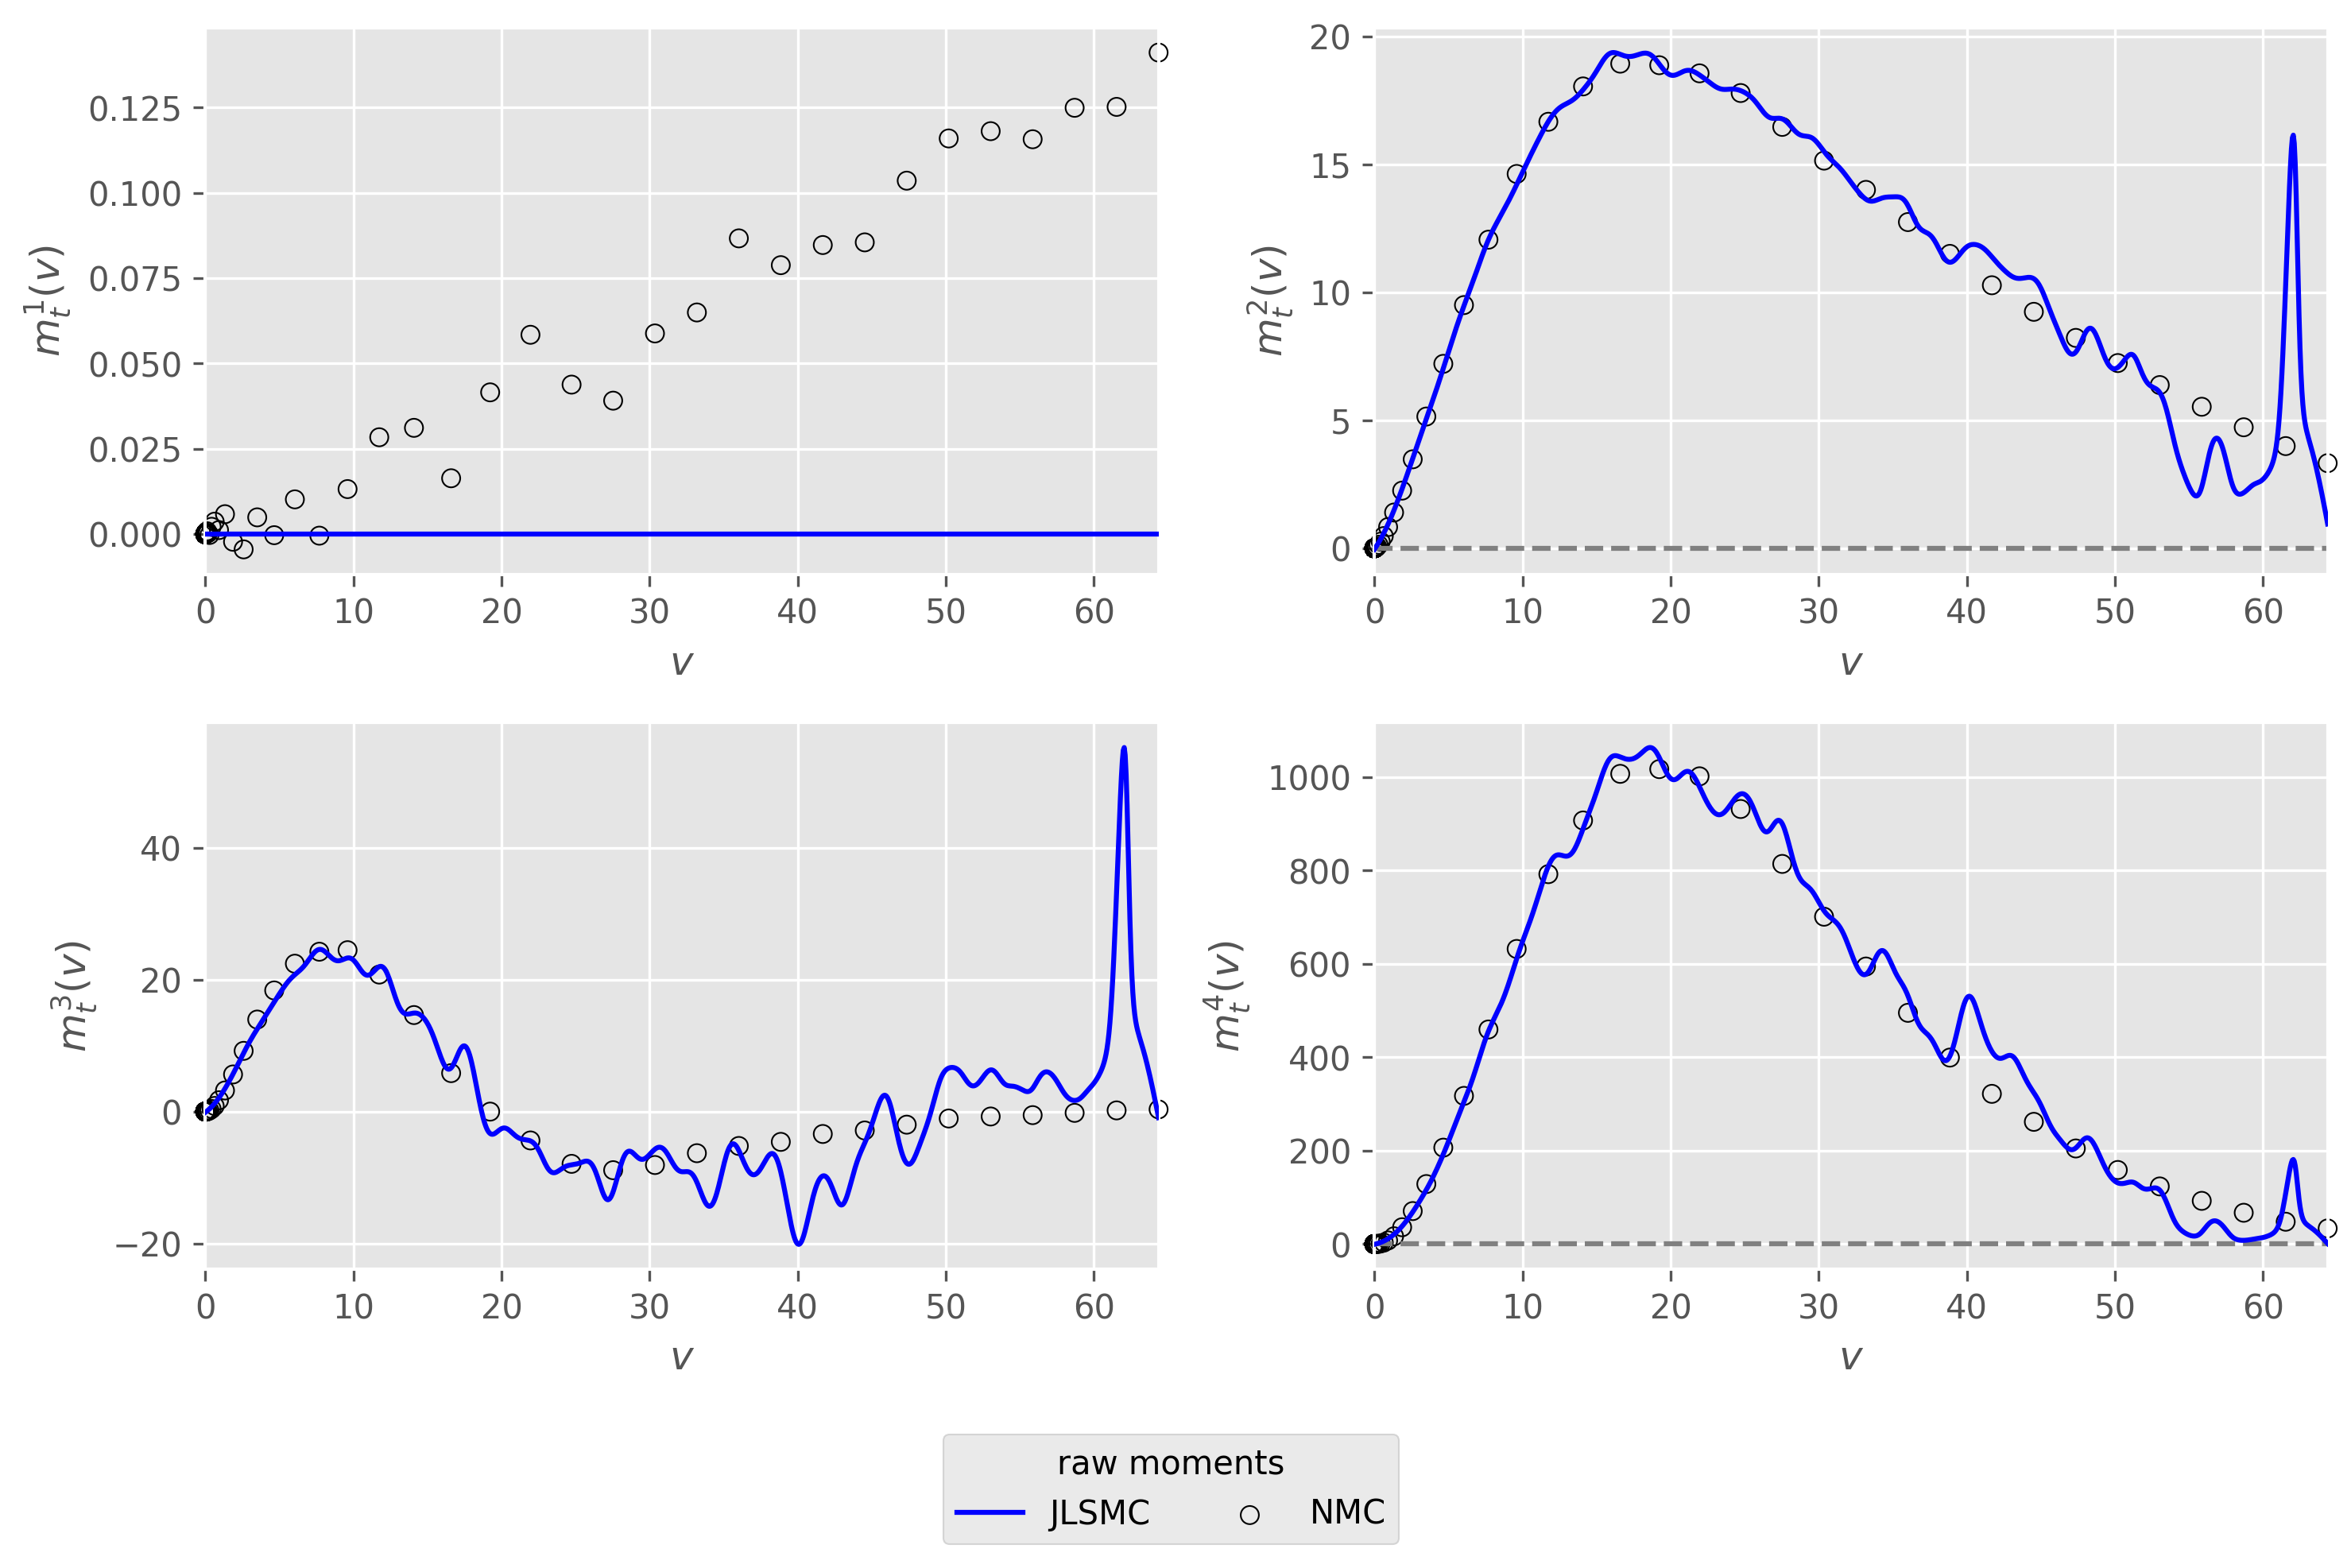 0.125
0.100
0.075
0.050
0.025
0.000
m_t^1(v)
0 10 20 30 40 50 60
v
20
15
10
5
0
m_t^2(v)
0 10 20 30 40 50 60
v
40
20
0
−20
m_t^3(v)
0 10 20 30 40 50 60
v
1000
800
600
400
200
0
m_t^4(v)
0 10 20 30 40 50 60
v
raw moments
JLSMC NMC